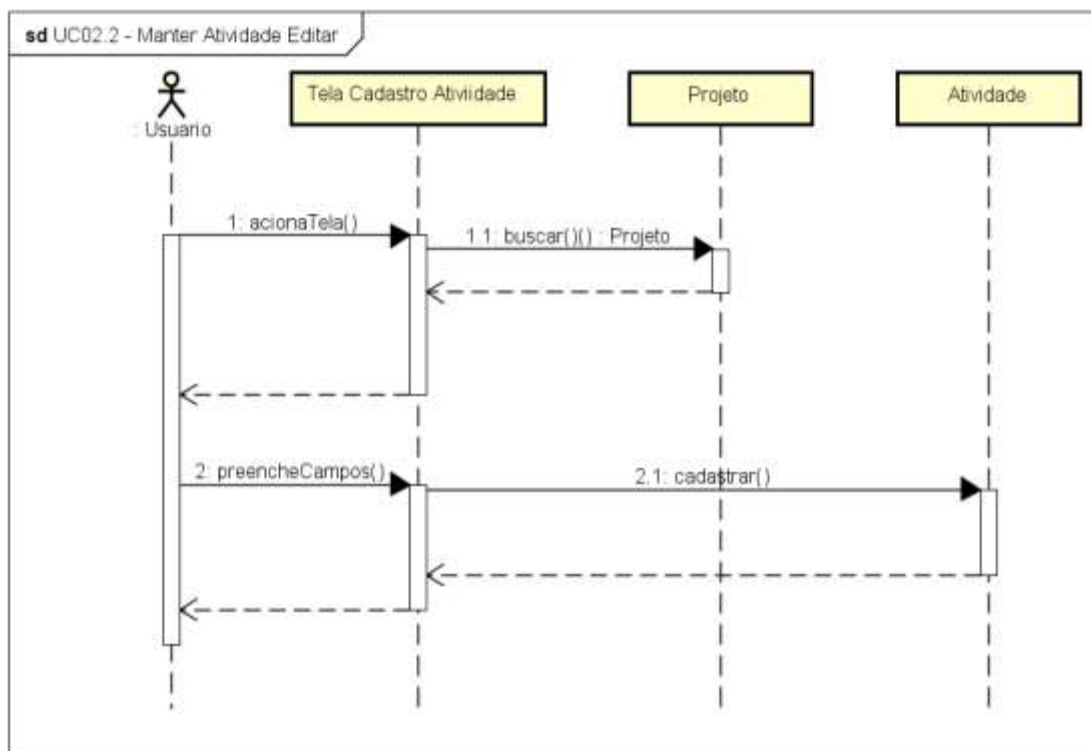 sd UC02.2 - Manter Atividade Editar
Tela Cadastro Ativiidade
Projeto
Atividade
: Usuario
1: acionaTela()
1.1: buscar()() : Projeto
2: preencheCampos()
2.1: cadastrar()